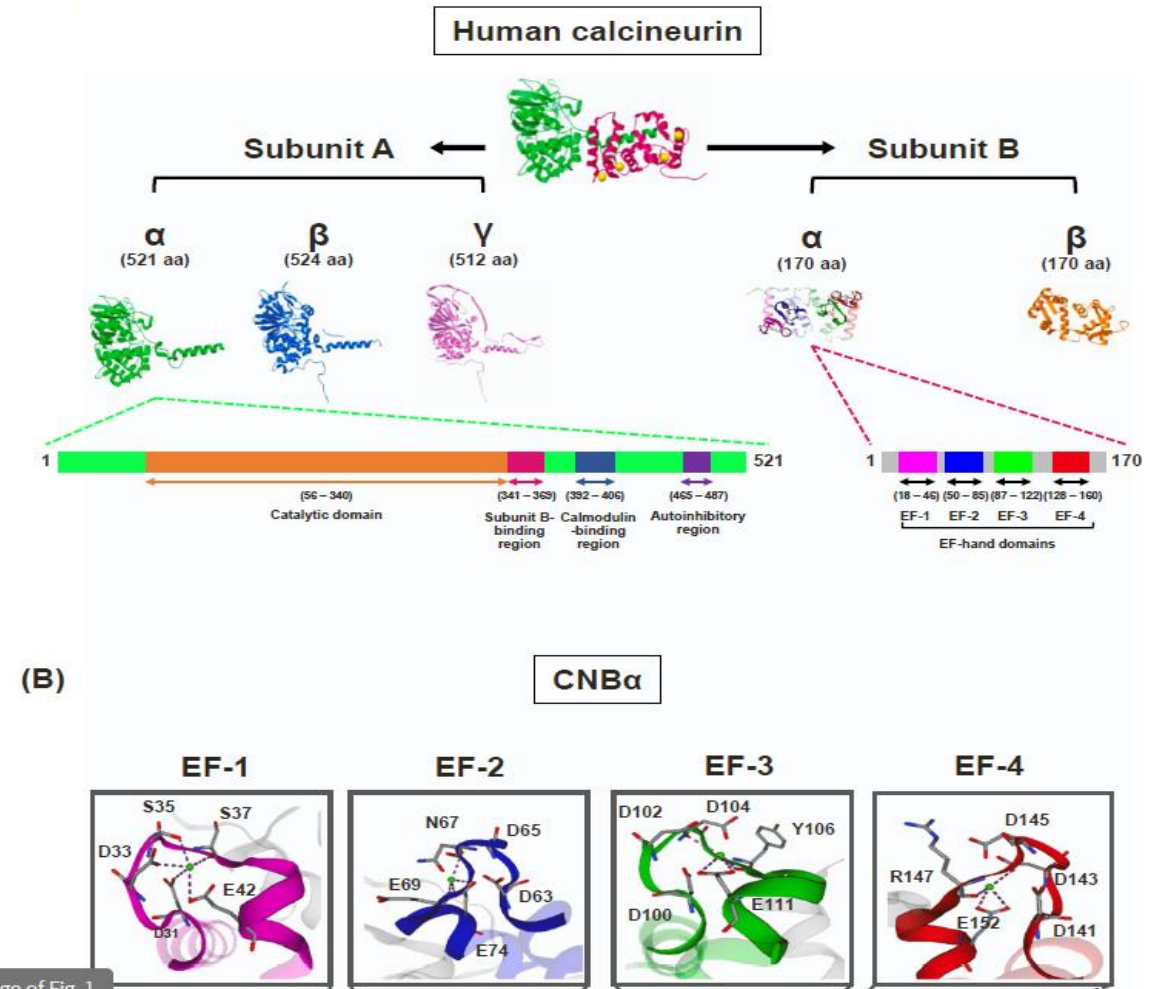 Human calcineurin
Subunit A
Subunit B
α
β
γ
α
β
(521 aa)
(524 aa)
(512 aa)
(170 aa)
(170 aa)
1
521
1
170
(56 – 340)
(341 – 369)
(392 – 406)
(465 – 487)
(18 – 46)
(50 – 85)
(87 – 122)
(128 – 160)
Catalytic domain
Subunit B-
binding
region
Calmodulin
-binding
region
Autoinhibitory
region
EF-1
EF-2
EF-3
EF-4
EF-hand domains
(B)
CNBα
EF-1
EF-2
EF-3
EF-4
S35
S37
D33
E42
D31
N67
D65
E69
D63
E74
D102
D104
Y106
D100
E111
D145
R147
D143
E152
D141
ge of Fig. 1